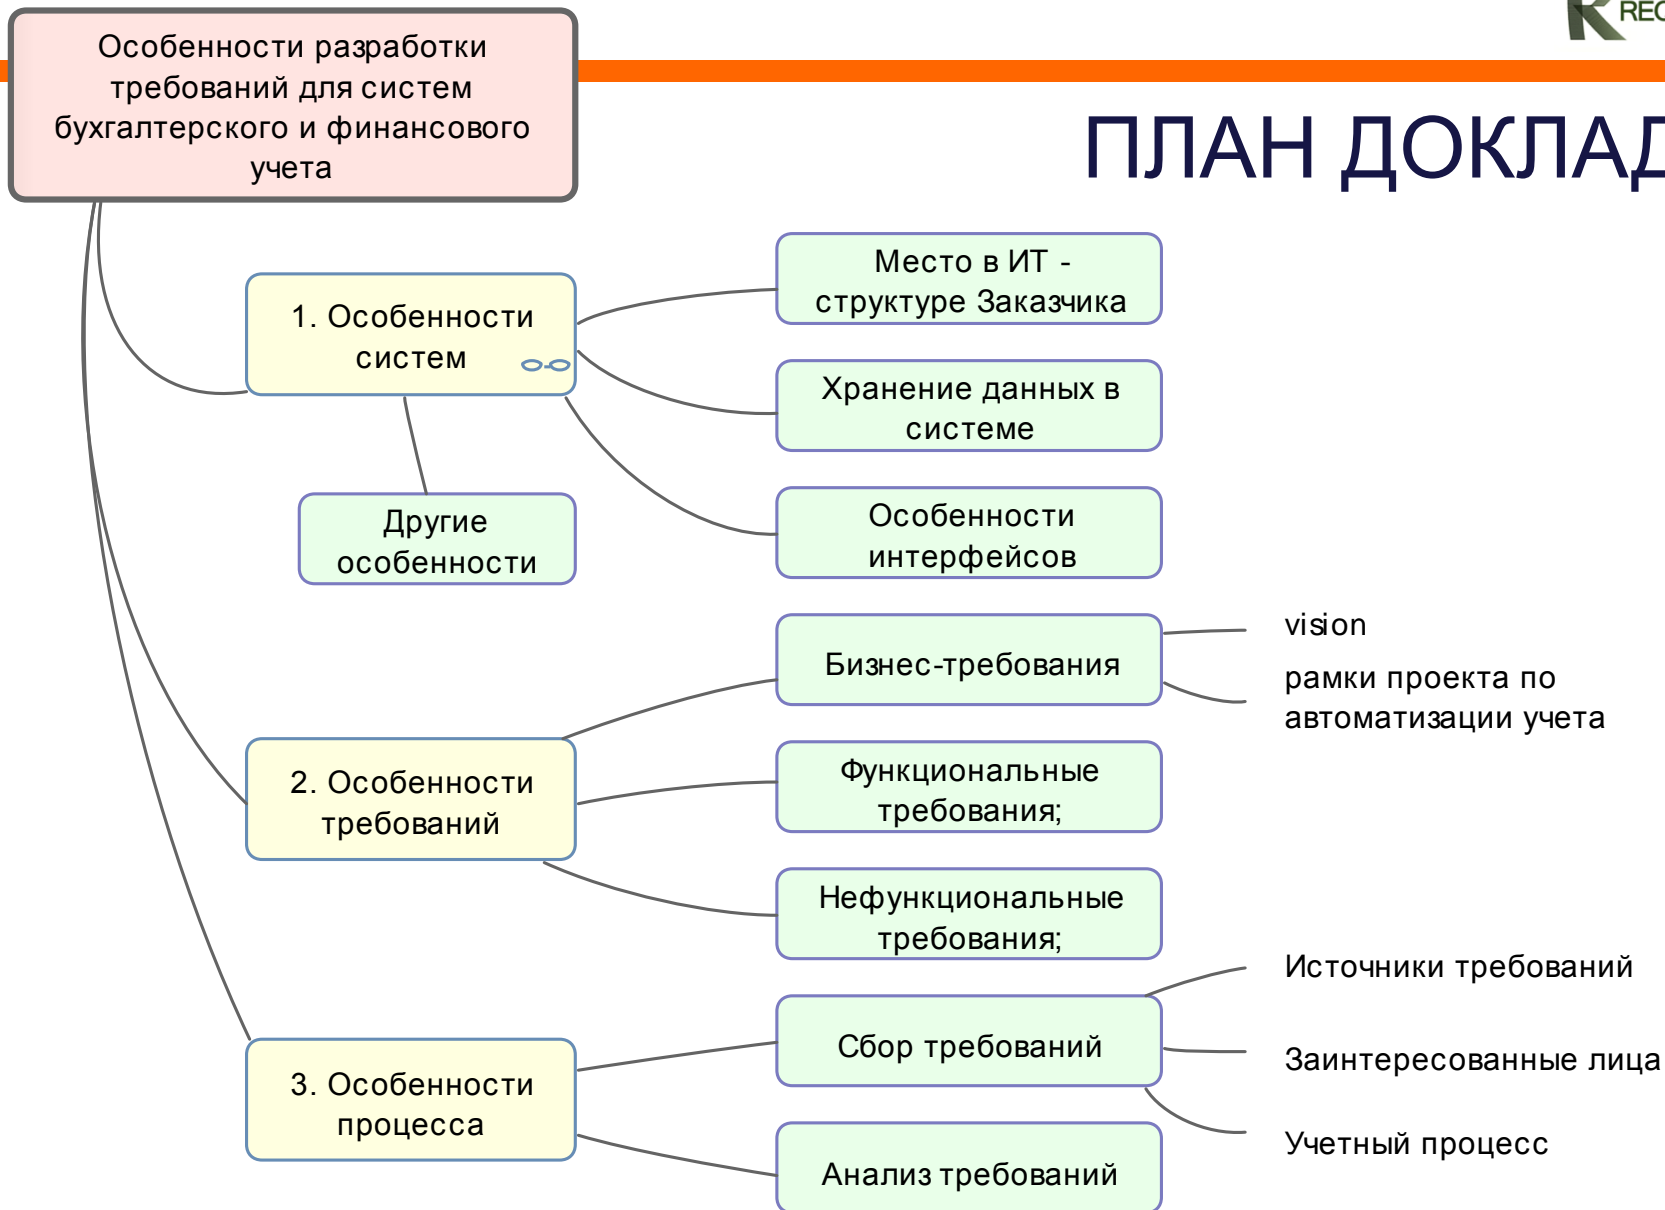 REC
Особенности разработки
требований для систем
бухгалтерского и финансового
учета
ПЛАН ДОКЛАД
1. Особенности
систем
Место в ИТ -
структуре Заказчика
Хранение данных в
системе
Другие
особенности
Особенности
интерфейсов
2. Особенности
требований
Бизнес-требования
vision
рамки проекта по
автоматизации учета
Функциональные
требования;
Нефункциональные
требования;
3. Особенности
процесса
Сбор требований
Источники требований
Заинтересованные лица
Учетный процесс
Анализ требований